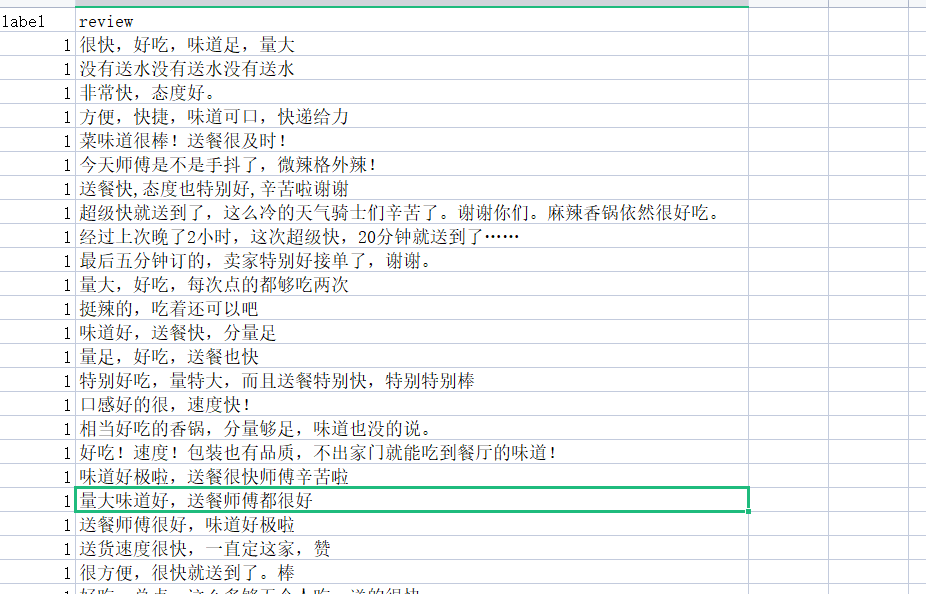 label review
1 很快，好吃，味道足，量大
1 没有送水没有送水没有送水
1 非常快，态度好。
1 方便，快捷，味道可口，快递给力
1 菜味道很棒！送餐很及时！
1 今天师傅是不是手抖了，微辣格外辣！
1 送餐快,态度也特别好,辛苦啦谢谢
1 超级快就送到了，这么冷的天气骑士们辛苦了。谢谢你们。麻辣香锅依然很好吃。
1 经过上次晚了2小时，这次超级快，20分钟就送到了……
1 最后五分钟订的，卖家特别好接单了，谢谢。
1 量大，好吃，每次点的都够吃两次
1 挺辣的，吃着还可以吧
1 味道好，送餐快，分量足
1 量足，好吃，送餐也快
1 特别好吃，量特大，而且送餐特别快，特别特别棒
1 口感好的很，速度快！
1 相当好吃的香锅，分量够足，味道也没的说。
1 好吃！速度！包装也有品质，不出家门就能吃到餐厅的味道！
1 味道好极啦，送餐很快师傅辛苦啦
1 量大味道好，送餐师傅都很好
1 送餐师傅很好，味道好极啦
1 送货速度很快，一直定这家，赞
1 很方便，很快就送到了。棒